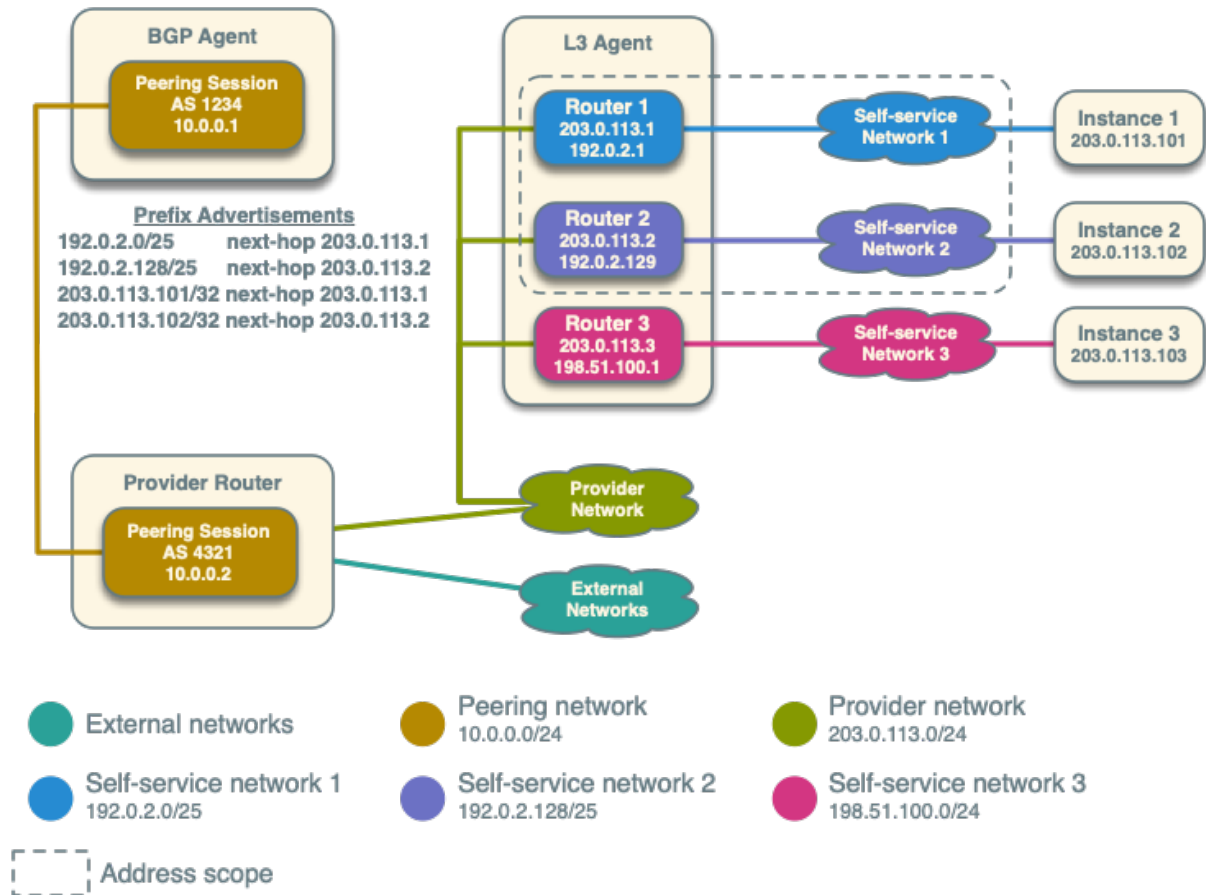 BGP Agent
Peering Session
AS 1234
10.0.0.1
Prefix Advertisements
192.0.2.0/25 next-hop 203.0.113.1
192.0.2.128/25 next-hop 203.0.113.2
203.0.113.101/32 next-hop 203.0.113.1
203.0.113.102/32 next-hop 203.0.113.2
L3 Agent
Router 1
203.0.113.1
192.0.2.1
Self-service
Network 1
Instance 1
203.0.113.101
Router 2
203.0.113.2
192.0.2.129
Self-service
Network 2
Instance 2
203.0.113.102
Router 3
203.0.113.3
198.51.100.1
Self-service
Network 3
Instance 3
203.0.113.103
Provider Router
Peering Session
AS 4321
10.0.0.2
Provider
Network
External
Networks
External networks
Peering network
10.0.0.0/24
Provider network
203.0.113.0/24
Self-service network 1
192.0.2.0/25
Self-service network 2
192.0.2.128/25
Self-service network 3
198.51.100.0/24
Address scope